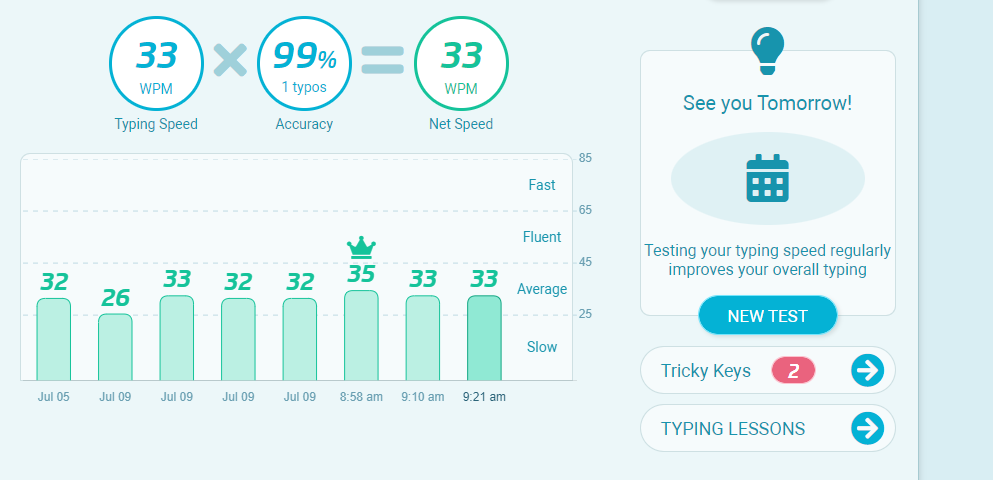 33
WPM
Typing Speed
99%
1 typos
Accuracy
33
WPM
Net Speed
85
Fast
65
Fluent
45
Average
25
Slow
32
26
33
32
32
35
33
33
Jul 05
Jul 09
Jul 09
Jul 09
Jul 09
8:58 am
9:10 am
9:21 am
See you Tomorrow!
Testing your typing speed regularly
improves your overall typing
NEW TEST
Tricky Keys 2
TYPING LESSONS